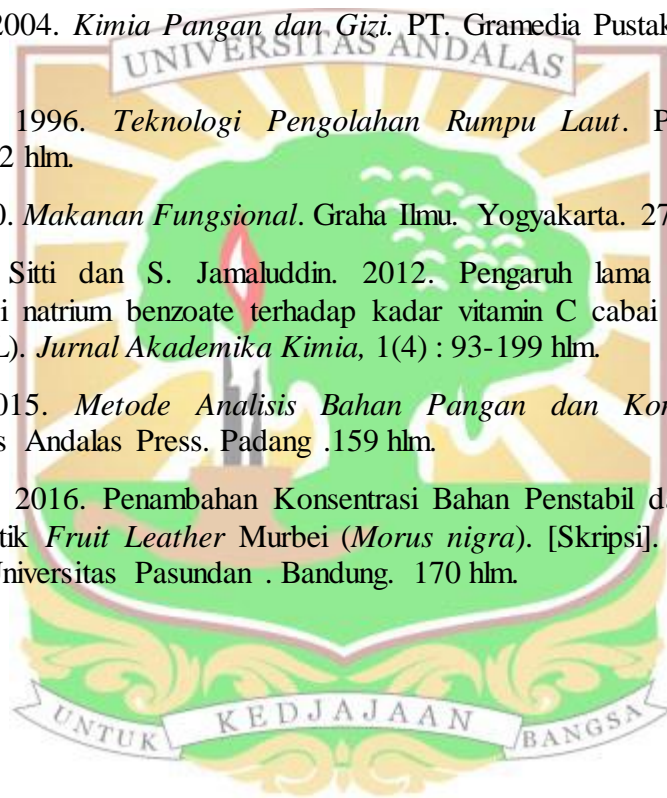 2004. Kimia Pangan dan Gizi. PT. Gramedia Pustak
UNIVERSITAS ANDALAS
1996. Teknologi Pengolahan Rumpu Laut. P
2 hlm.
0. Makanan Fungsional. Graha Ilmu. Yogyakarta. 27
Sitti dan S. Jamaluddin. 2012. Pengaruh lama
i natrium benzoate terhadap kadar vitamin C cabai
L). Jurnal Akademika Kimia, 1(4) : 93-199 hlm.
015. Metode Analisis Bahan Pangan dan Kor
s Andalas Press. Padang .159 hlm.
2016. Penambahan Konsentrasi Bahan Penstabil da
tik Fruit Leather Murbei (Morus nigra). [Skripsi].
Universitas Pasundan . Bandung. 170 hlm.
UNTUK KEDJAJAAN BANGSA